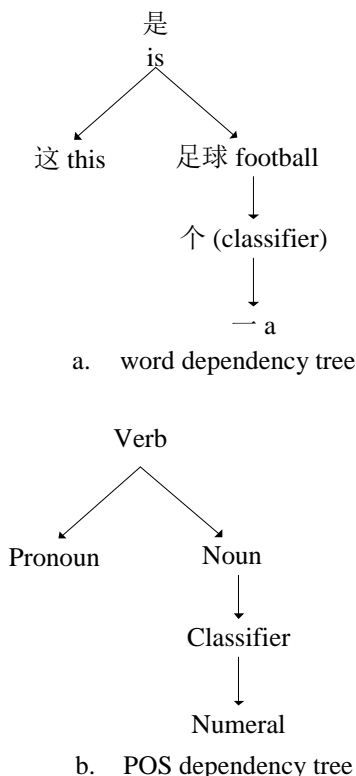 是
is
这 this 足球 football
个 (classifier)
一 a
a. word dependency tree
Verb
Pronoun Noun
Classifier
Numeral
b. POS dependency tree